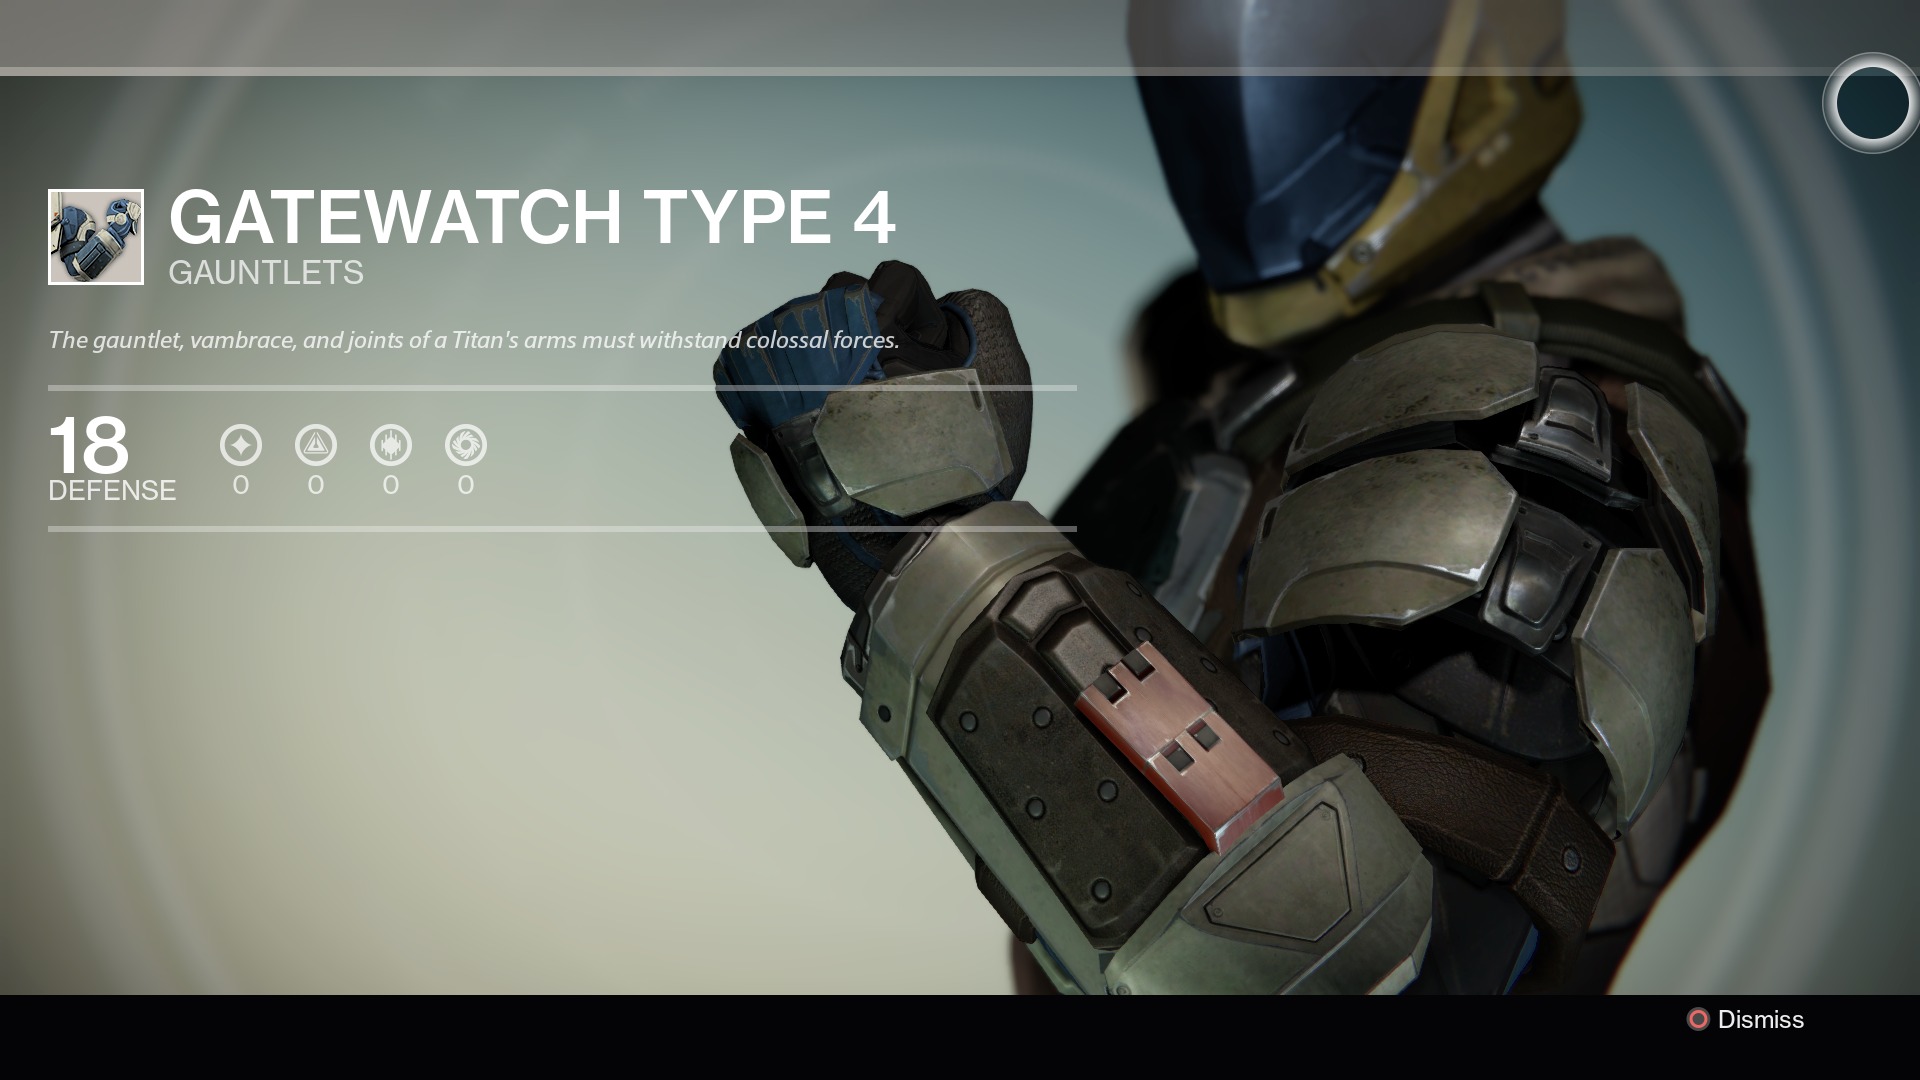 GATEWATCH TYPE 4
GAUNTLETS
The gauntlet, vambrace, and joints of a Titan's arms must withstand colossal forces.
18
DEFENSE
0 0 0 0
Dismiss